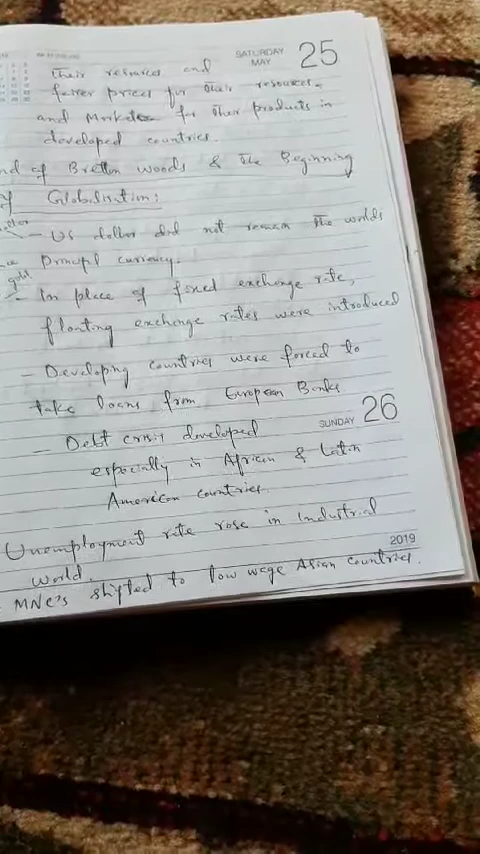 SATURDAY
MAY 25
their resources and
fairer prices for their resources.
and Markets for their products in
developed countries.
nd of Bretton woods & The Beginning
Globalisation:
- US dollar did not remain the worlds
principl currency.
gold
- In place of fixed exchange rate,
floating exchange rates were introduced
- Developing countries were forced to
take loans from European Banks
SUNDAY 26
- Debt crisis developed
especially in African & Latin
American countries.
Unemployment rate rose in Industrial
world.
2019
MNC's shifted to low wage Asian countries.